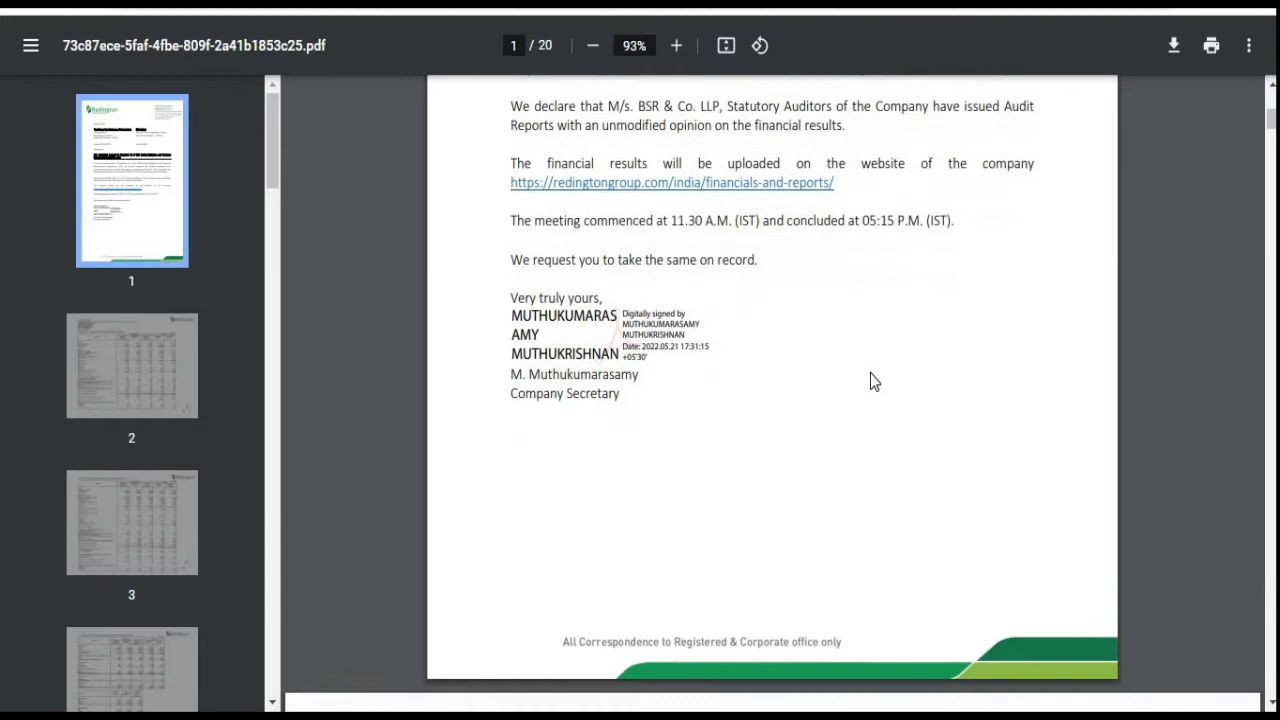 73c87ece-5faf-4fbe-809f-2a41b1853c25.pdf
1 / 20
93%
We declare that M/s. BSR & Co. LLP, Statutory Auditors of the Company have issued Audit
Reports with an unmodified opinion on the financial results.
The financial results will be uploaded on the website of the company
https://redingtongroup.com/india/financials-and-reports/
The meeting commenced at 11.30 A.M. (IST) and concluded at 05:15 P.M. (IST).
We request you to take the same on record.
Very truly yours,
MUTHUKUMARAS
AMY
MUTHUKRISHNAN
Digitally signed by
MUTHUKUMARASAMY
MUTHUKRISHNAN
Date: 2022.05.21 17:31:15
+05'30'
M. Muthukumarasamy
Company Secretary
All Correspondence to Registered & Corporate office only
Redington
1
2
3